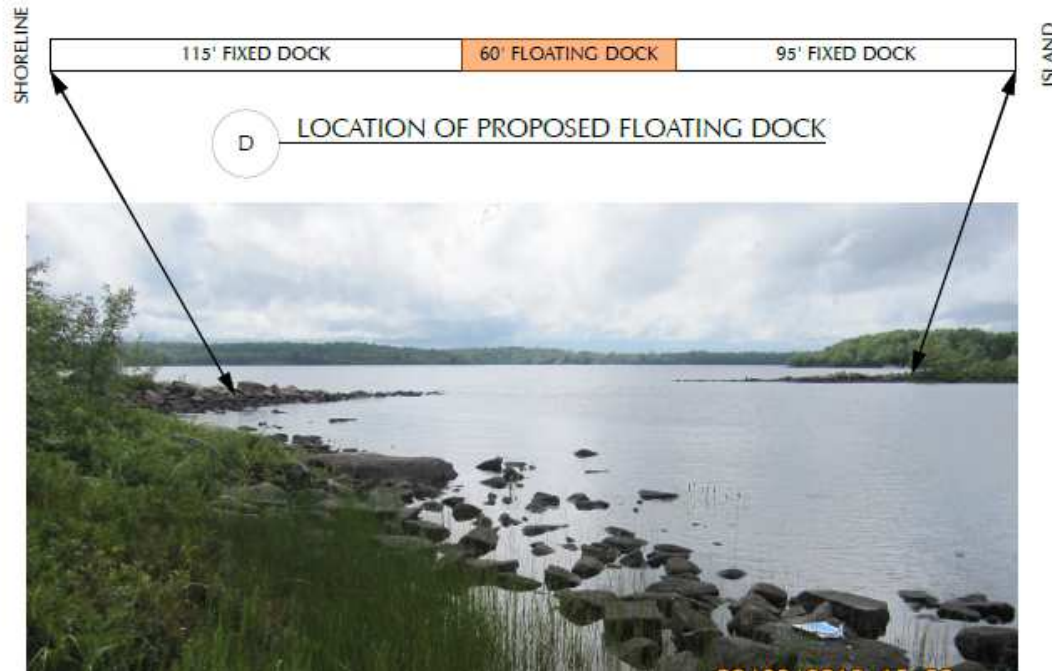 SHORELINE
115' FIXED DOCK
60' FLOATING DOCK
95' FIXED DOCK
ISLAND
D
LOCATION OF PROPOSED FLOATING DOCK